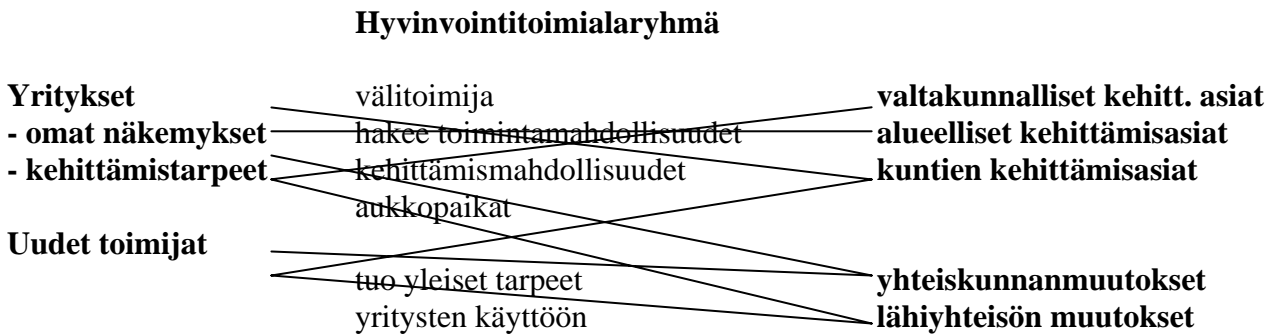 Hyvinvointitoimialaryhmä
Yritykset välitoimija valtakunnalliset kehitt. asiat
- omat näkemykset hakee toimintamahdollisuudet alueelliset kehittämisasiat
- kehittämistarpeet kehittämismahdollisuudet kuntien kehittämisasiat
aukkopaikat
Uudet toimijat
tuo yleiset tarpeet yhteiskunnanmuutokset
yritysten käyttöön lähiyhteisön muutokset